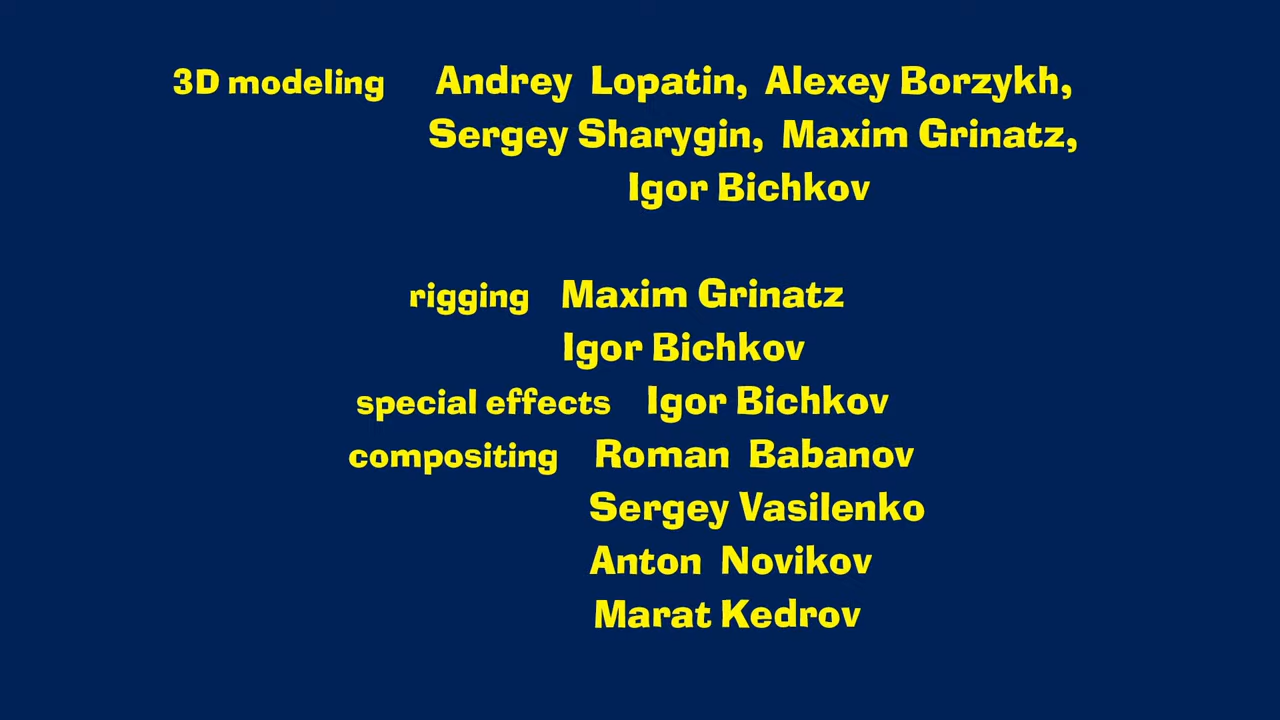 3D modeling Andrey Lopatin, Alexey Borzykh,
Sergey Sharygin, Maxim Grinatz,
Igor Bichkov
rigging Maxim Grinatz
Igor Bichkov
special effects Igor Bichkov
compositing Roman Babanov
Sergey Vasilenko
Anton Novikov
Marat Kedrov